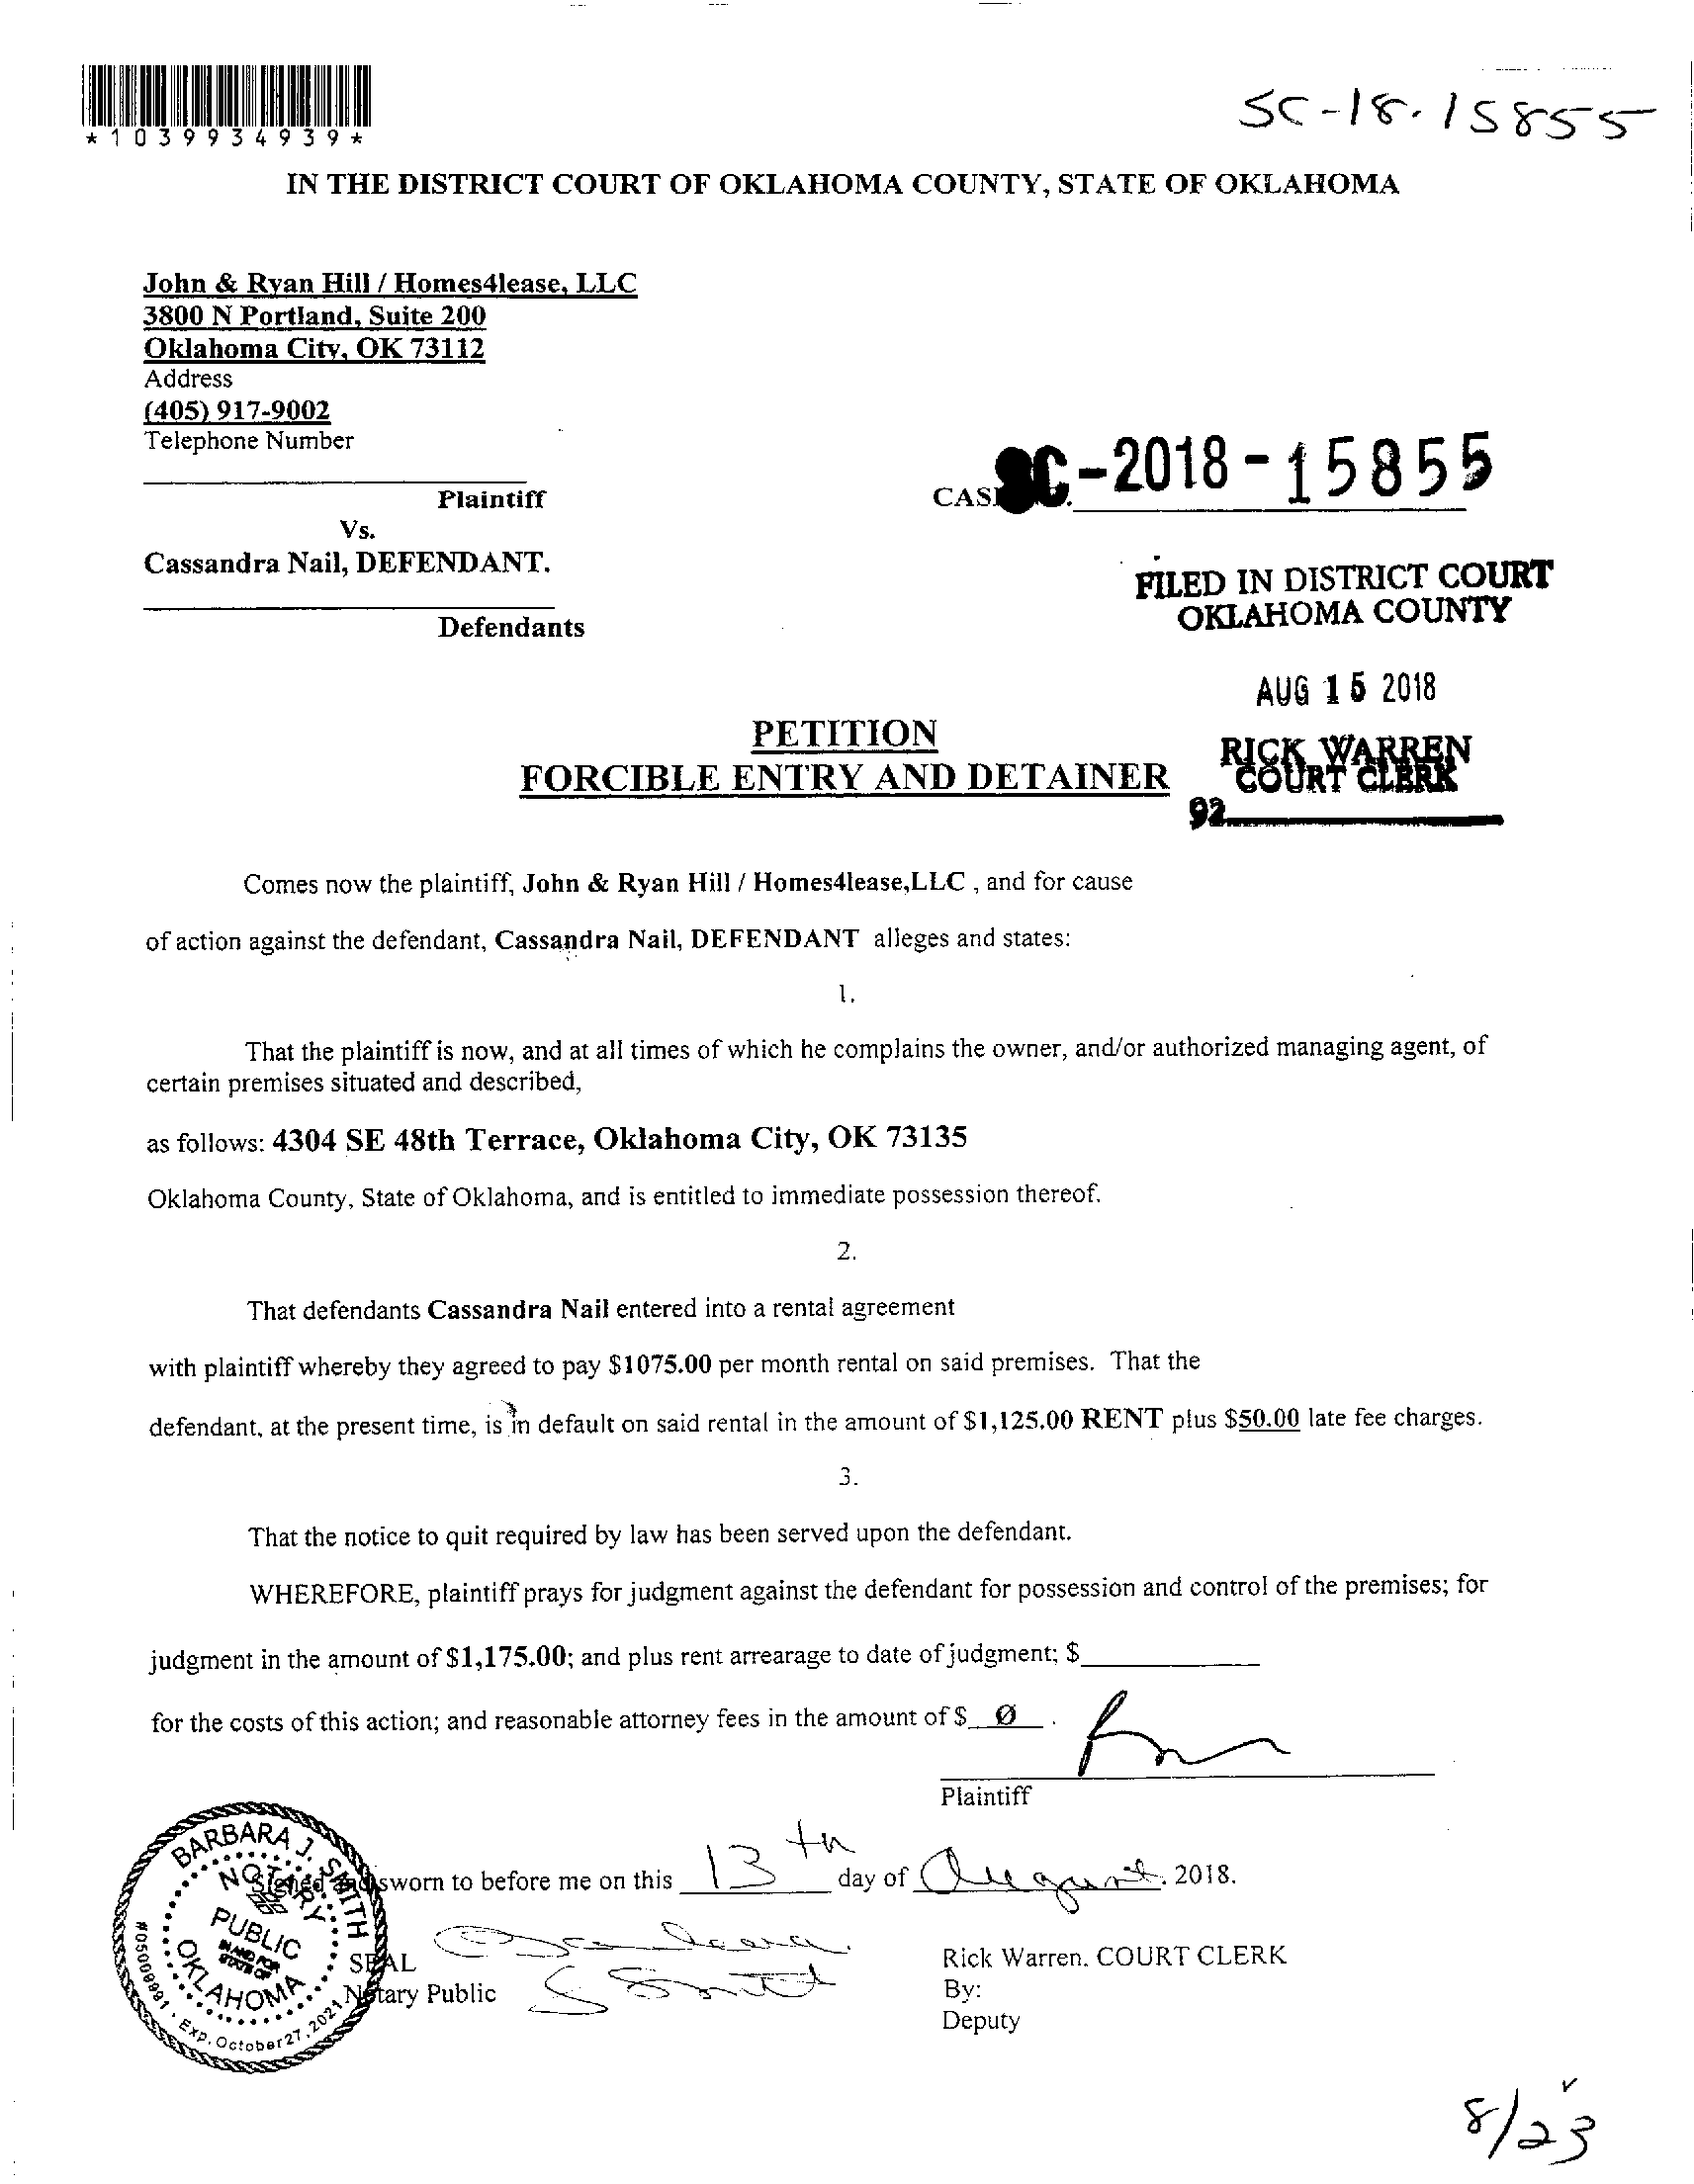 *1039934939*
SC-18-15855
IN THE DISTRICT COURT OF OKLAHOMA COUNTY, STATE OF OKLAHOMA
John & Ryan Hill / Homes4lease, LLC
3800 N Portland, Suite 200
Oklahoma City, OK 73112
Address
(405) 917-9002
Telephone Number
Plaintiff
SC-2018-15855
Vs.
Cassandra Nail, DEFENDANT.
Defendants
FILED IN DISTRICT COURT
OKLAHOMA COUNTY
AUG 15 2018
RICK WARREN
COURT CLERK
92
PETITION
FORCIBLE ENTRY AND DETAINER
Comes now the plaintiff, John & Ryan Hill / Homes4lease,LLC , and for cause
of action against the defendant, Cassandra Nail, DEFENDANT alleges and states:
1.
That the plaintiff is now, and at all times of which he complains the owner, and/or authorized managing agent, of
certain premises situated and described,
as follows: 4304 SE 48th Terrace, Oklahoma City, OK 73135
Oklahoma County, State of Oklahoma, and is entitled to immediate possession thereof.
2.
That defendants Cassandra Nail entered into a rental agreement
with plaintiff whereby they agreed to pay $1075.00 per month rental on said premises. That the
defendant, at the present time, is in default on said rental in the amount of $1,125.00 RENT plus $50.00 late fee charges.
3.
That the notice to quit required by law has been served upon the defendant.
WHEREFORE, plaintiff prays for judgment against the defendant for possession and control of the premises; for
judgment in the amount of $1,175.00; and plus rent arrearage to date of judgment; $
for the costs of this action; and reasonable attorney fees in the amount of $ Ø .
Plaintiff
Signed and sworn to before me on this 13th day of August, 2018.
SEAL
Notary Public
Barbara J Smith
Rick Warren, COURT CLERK
By:
Deputy
BARBARA J. SMITH
NOTARY
PUBLIC
IN AND FOR
STATE OF
OKLAHOMA
#05009891
Exp. October 27, 2021
8/23